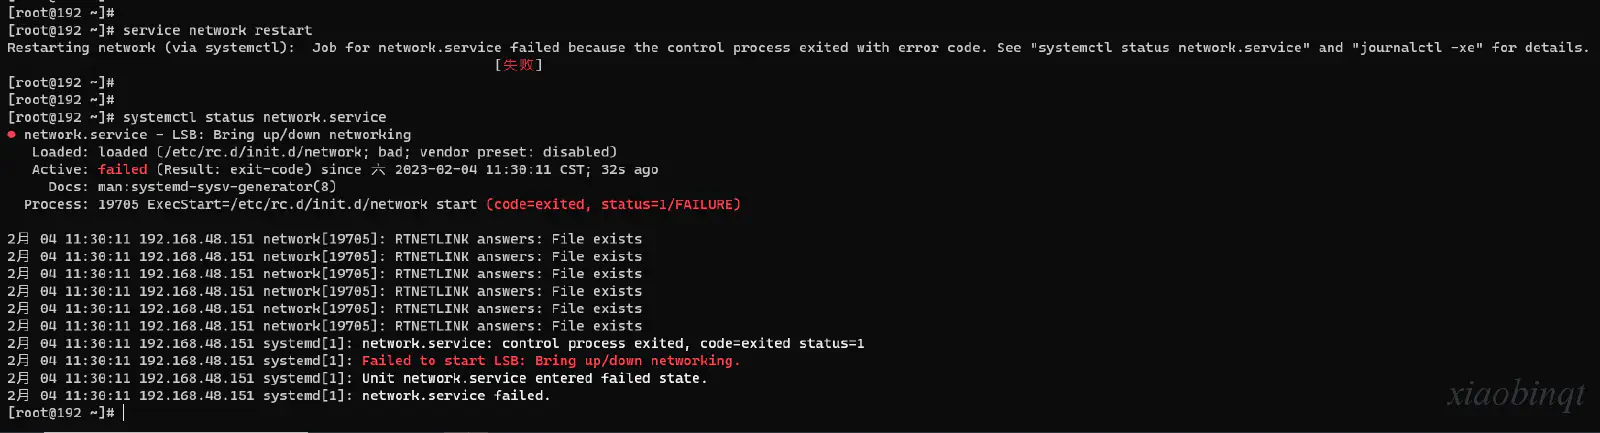 [root@192 ~]#
[root@192 ~]# service network restart
Restarting network (via systemctl):  Job for network.service failed because the control process exited with error code. See "systemctl status network.service" and "journalctl -xe" for details.
[失败]
[root@192 ~]#
[root@192 ~]#
[root@192 ~]# systemctl status network.service
● network.service - LSB: Bring up/down networking
Loaded: loaded (/etc/rc.d/init.d/network; bad; vendor preset: disabled)
Active: failed (Result: exit-code) since 六 2023-02-04 11:30:11 CST; 32s ago
Docs: man:systemd-sysv-generator(8)
Process: 19705 ExecStart=/etc/rc.d/init.d/network start (code=exited, status=1/FAILURE)
2月 04 11:30:11 192.168.48.151 network[19705]: RTNETLINK answers: File exists
2月 04 11:30:11 192.168.48.151 network[19705]: RTNETLINK answers: File exists
2月 04 11:30:11 192.168.48.151 network[19705]: RTNETLINK answers: File exists
2月 04 11:30:11 192.168.48.151 network[19705]: RTNETLINK answers: File exists
2月 04 11:30:11 192.168.48.151 network[19705]: RTNETLINK answers: File exists
2月 04 11:30:11 192.168.48.151 network[19705]: RTNETLINK answers: File exists
2月 04 11:30:11 192.168.48.151 systemd[1]: network.service: control process exited, code=exited status=1
2月 04 11:30:11 192.168.48.151 systemd[1]: Failed to start LSB: Bring up/down networking.
2月 04 11:30:11 192.168.48.151 systemd[1]: Unit network.service entered failed state.
2月 04 11:30:11 192.168.48.151 systemd[1]: network.service failed.
[root@192 ~]#
xiaobinqt